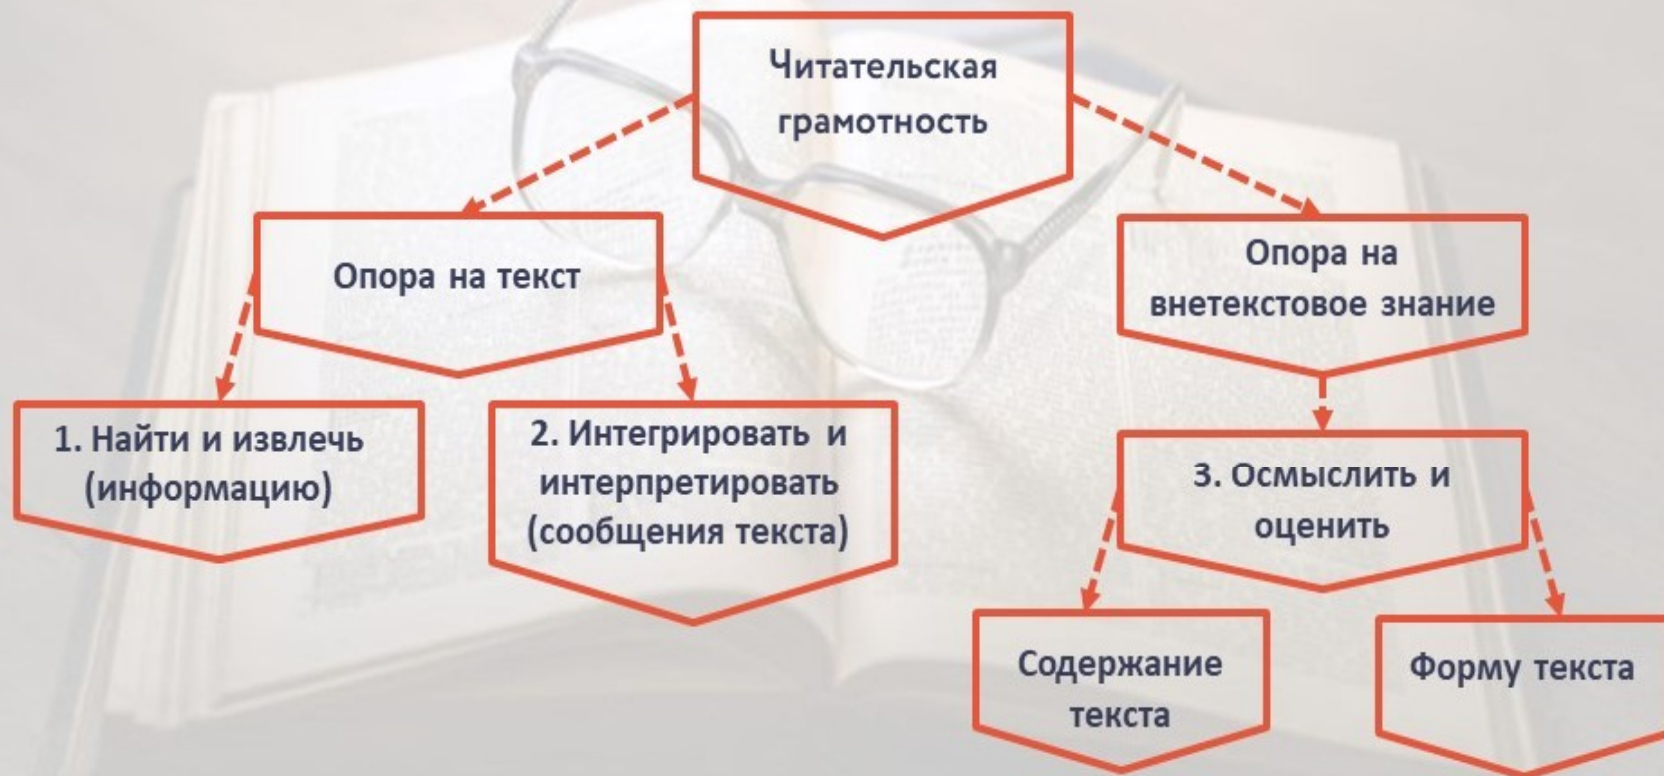 Читательская
грамотность
Опора на текст
Опора на
внетекстовое знание
1. Найти и извлечь
(информацию)
2. Интегрировать и
интерпретировать
(сообщения текста)
3. Осмыслить и
оценить
Содержание
текста
Форму текста